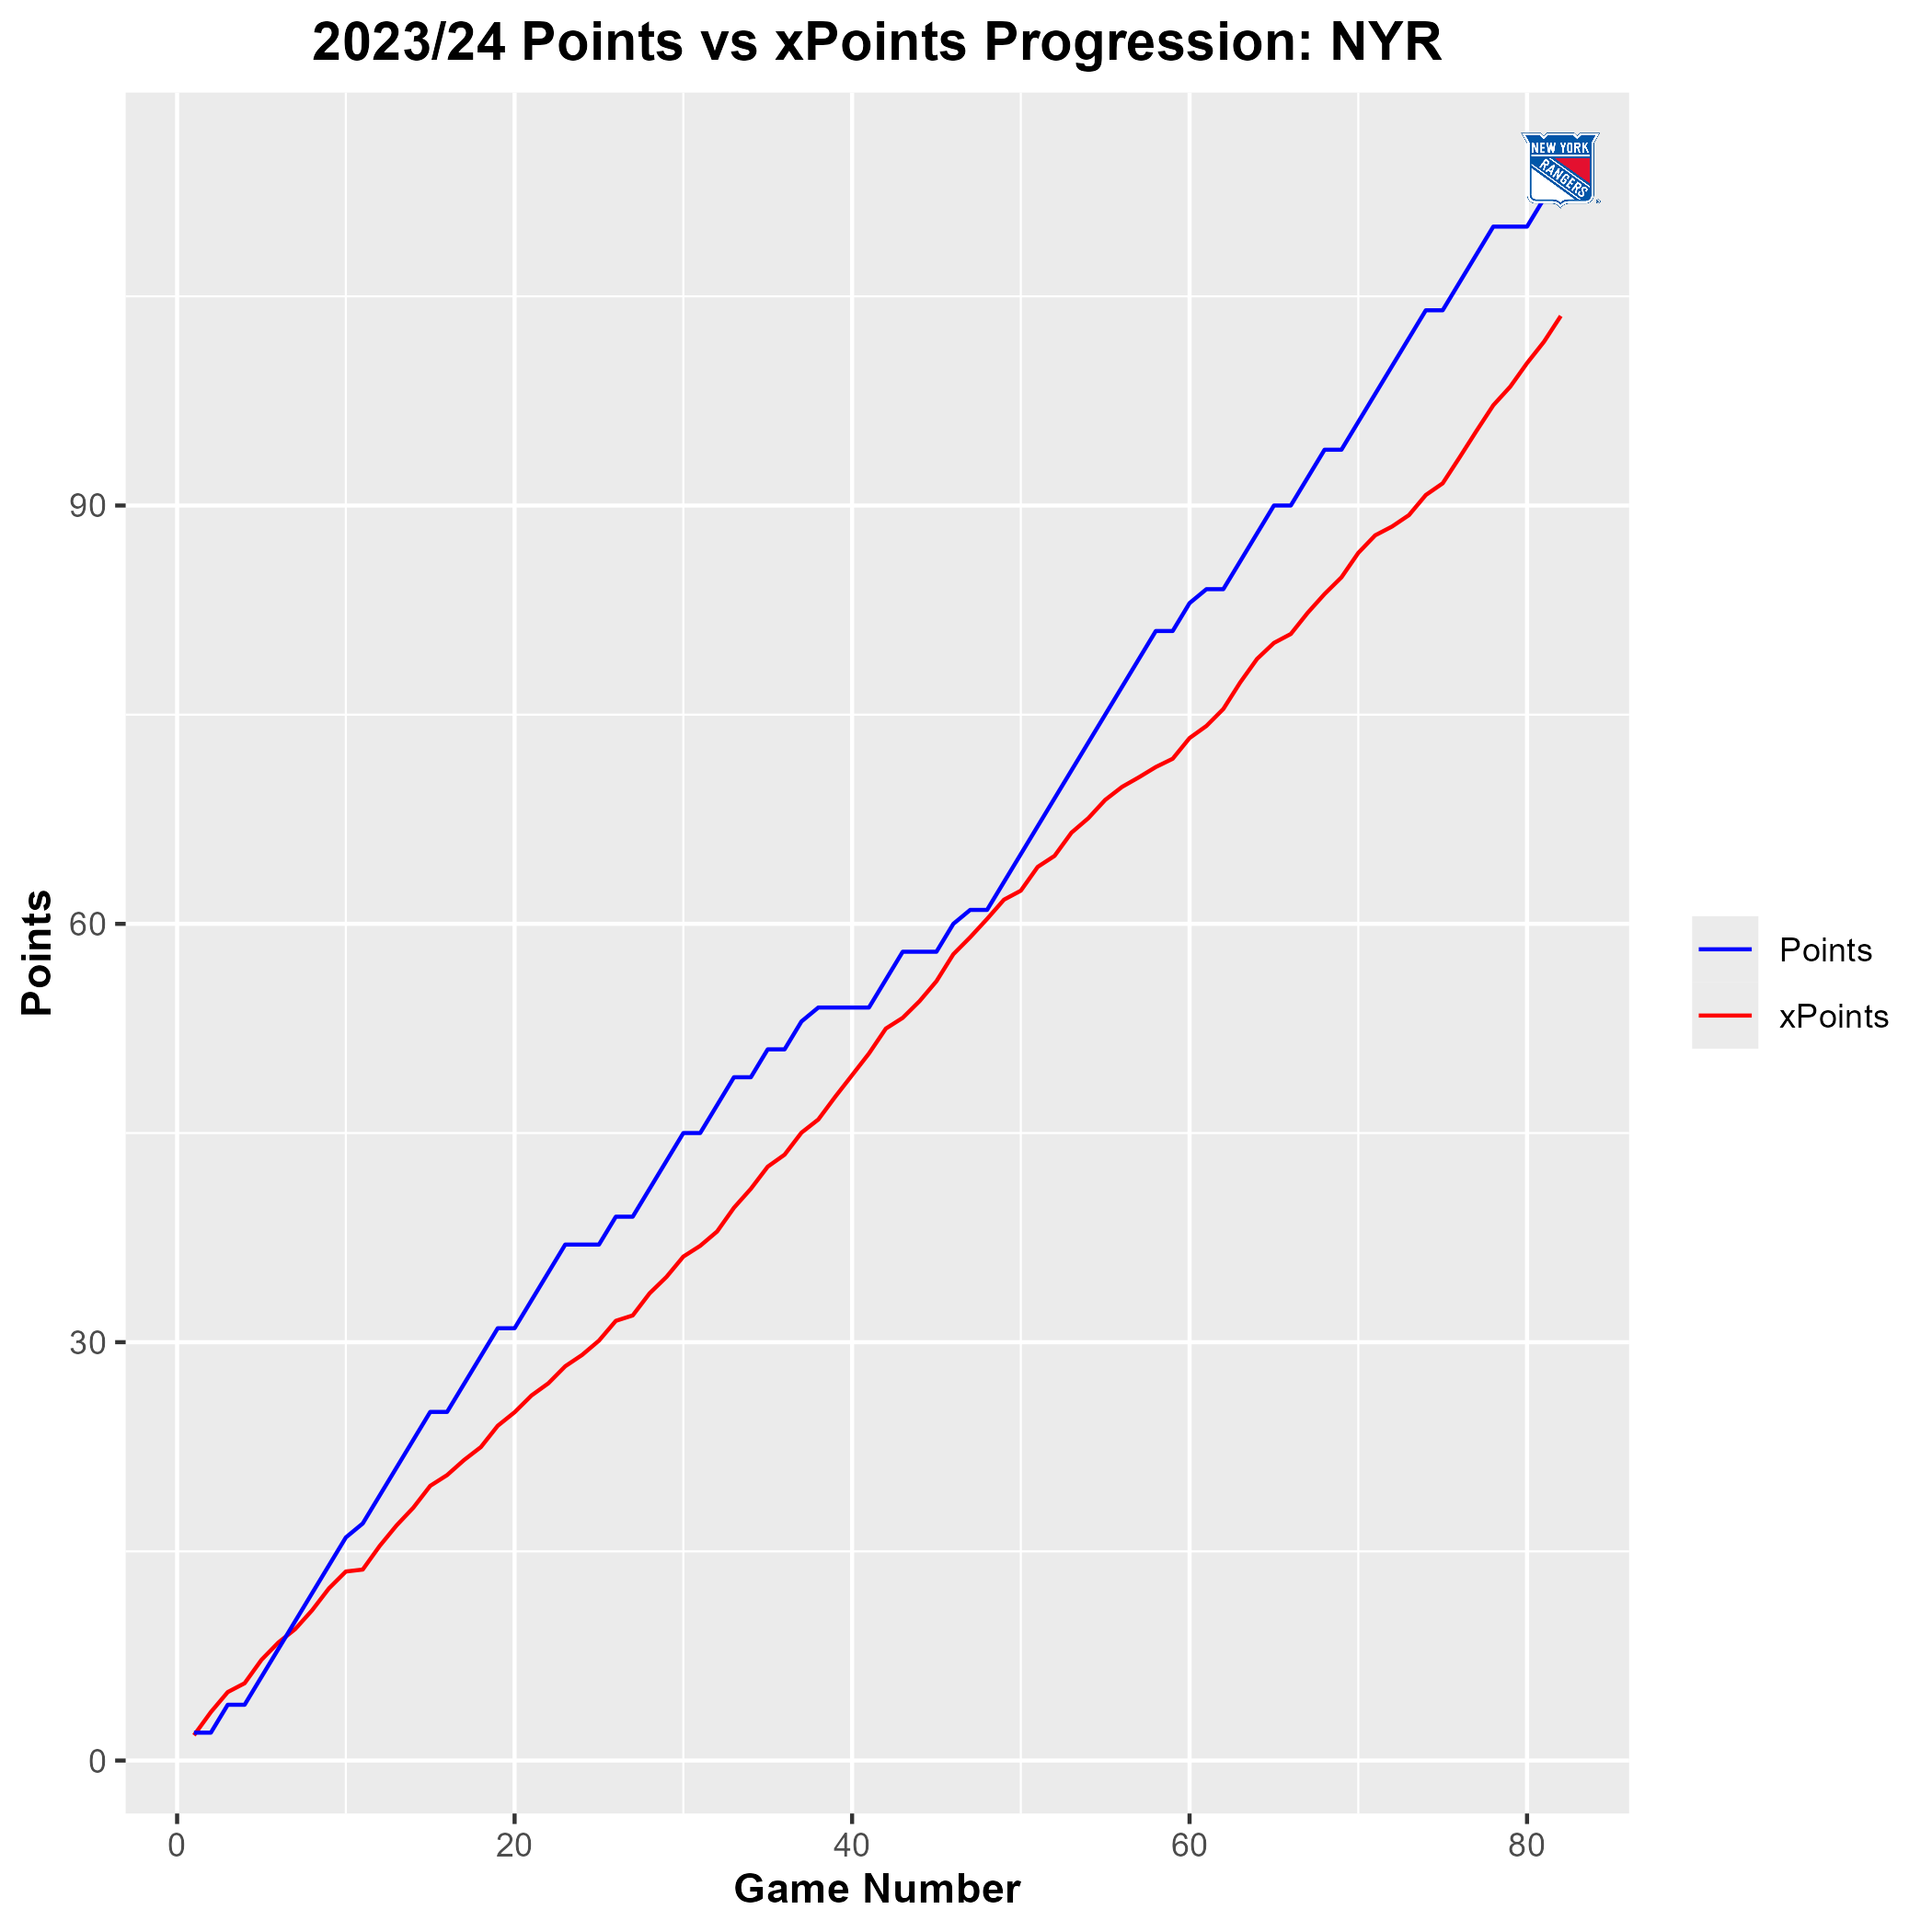 2023/24 Points vs xPoints Progression: NYR
NEW YORK
RANGERS
90
60
30
0
Points
Points
xPoints
0 20 40 60 80
Game Number